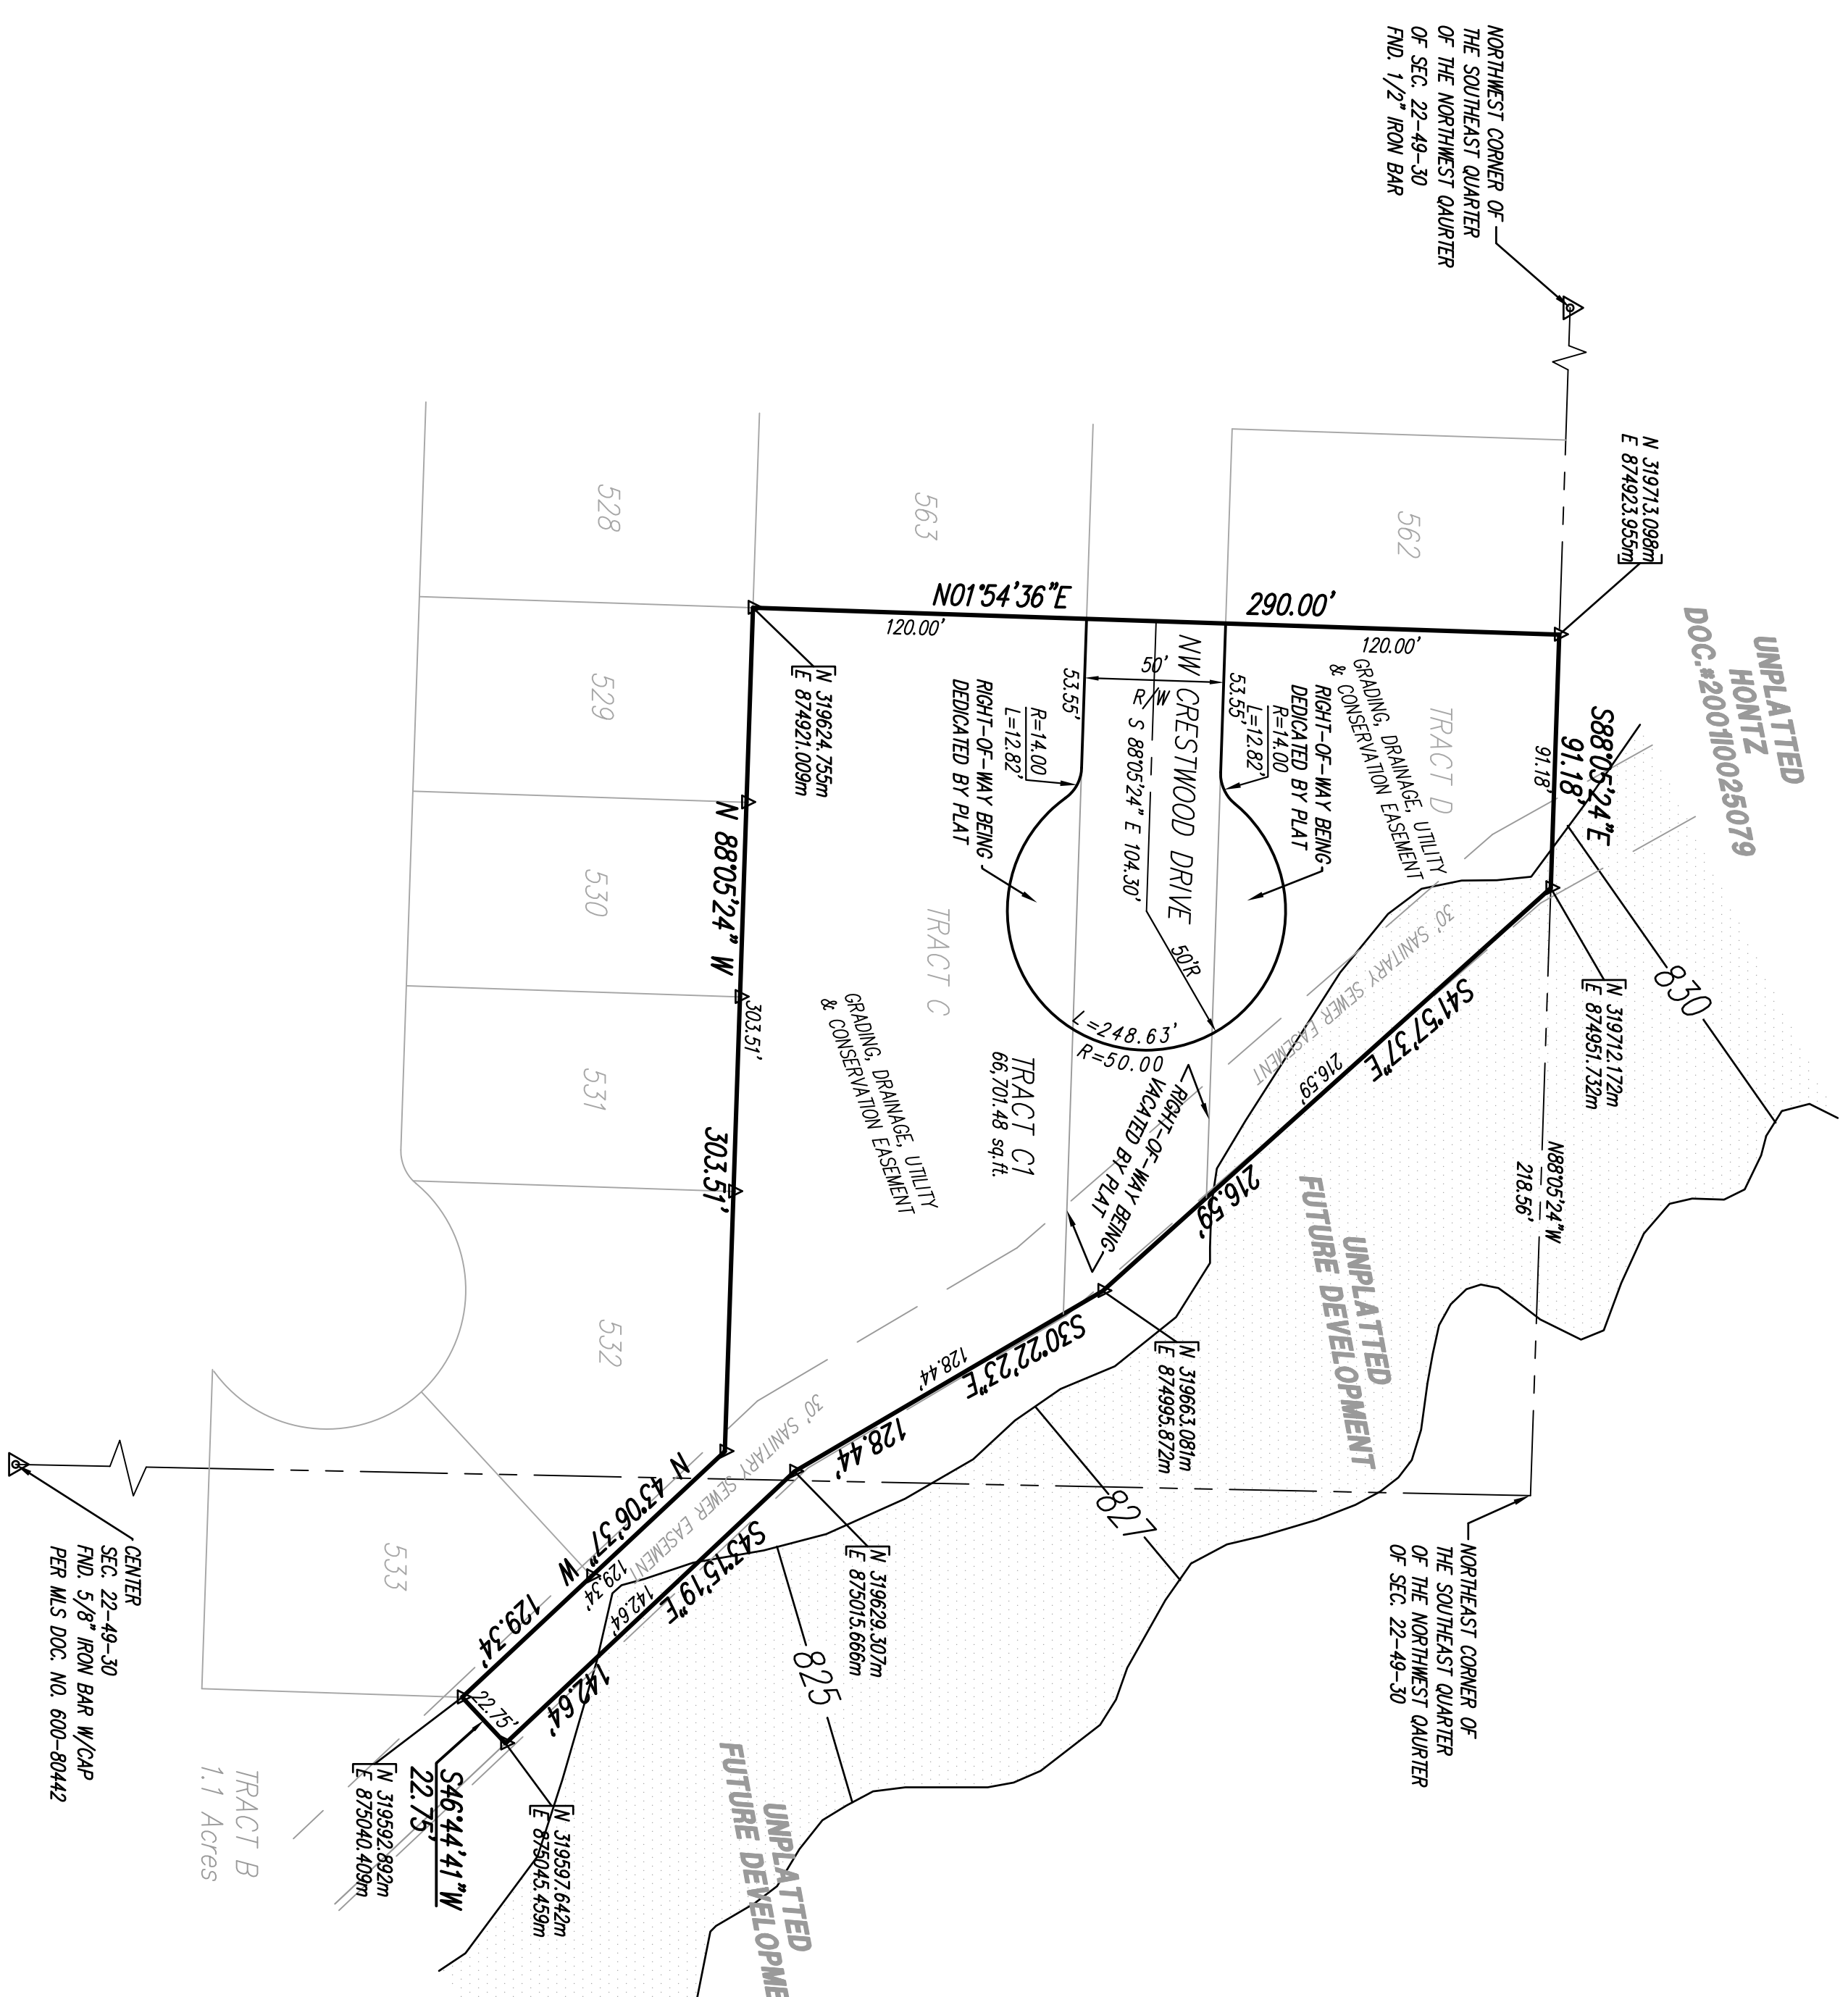 NORTHWEST CORNER OF
THE SOUTHEAST QUARTER
OF THE NORTHWEST QAURTER
OF SEC. 22-49-30
FND. 1/2" IRON BAR
N 319713.098m
E 874923.955m
UNPLATTED
HONTZ
DOC.#2001I0025079
S88°05'24"E
91.18'
91.18'
830
N 319712.172m
E 874951.732m
N88°05'24"W
218.56'
NORTHEAST CORNER OF
THE SOUTHEAST QUARTER
OF THE NORTHWEST QAURTER
OF SEC. 22-49-30
562
290.00'
120.00'
TRACT D
GRADING, DRAINAGE, UTILITY
& CONSERVATION EASEMENT
RIGHT-OF-WAY BEING
DEDICATED BY PLAT
R=14.00
L=12.82'
53.55'
30' SANITARY SEWER EASEMENT
S41°57'37"E
216.59'
216.59'
UNPLATTED
FUTURE DEVELOPMENT
NW CRESTWOOD DRIVE
50'
R/W
S 88°05'24" E 104.30'
50'R
L=248.63'
R=50.00
RIGHT-OF-WAY BEING
VACATED BY PLAT
N 319663.081m
E 874995.872m
53.55'
R=14.00
L=12.82'
RIGHT-OF-WAY BEING
DEDICATED BY PLAT
563
N01°54'36"E
120.00'
TRACT C
TRACT C1
66,701.48 sq.ft.
GRADING, DRAINAGE, UTILITY
& CONSERVATION EASEMENT
S30°22'23"E
128.44'
128.44'
827
N 319624.755m
E 874921.009m
N 88°05'24" W
303.51'
303.51'
30' SANITARY SEWER EASEMENT
N 319629.307m
E 875015.666m
825
UNPLATTED
FUTURE DEVELOPME
528
529
530
531
532
533
N 43°06'37" W
129.34'
129.34'
S43°15'19"E
142.64'
142.64'
22.75'
S46°44'41"W
22.75'
N 319597.642m
E 875045.459m
N 319592.892m
E 875040.409m
TRACT B
1.1 Acres
CENTER
SEC. 22-49-30
FND. 5/8" IRON BAR W/CAP
PER MLS DOC. NO. 600-80442